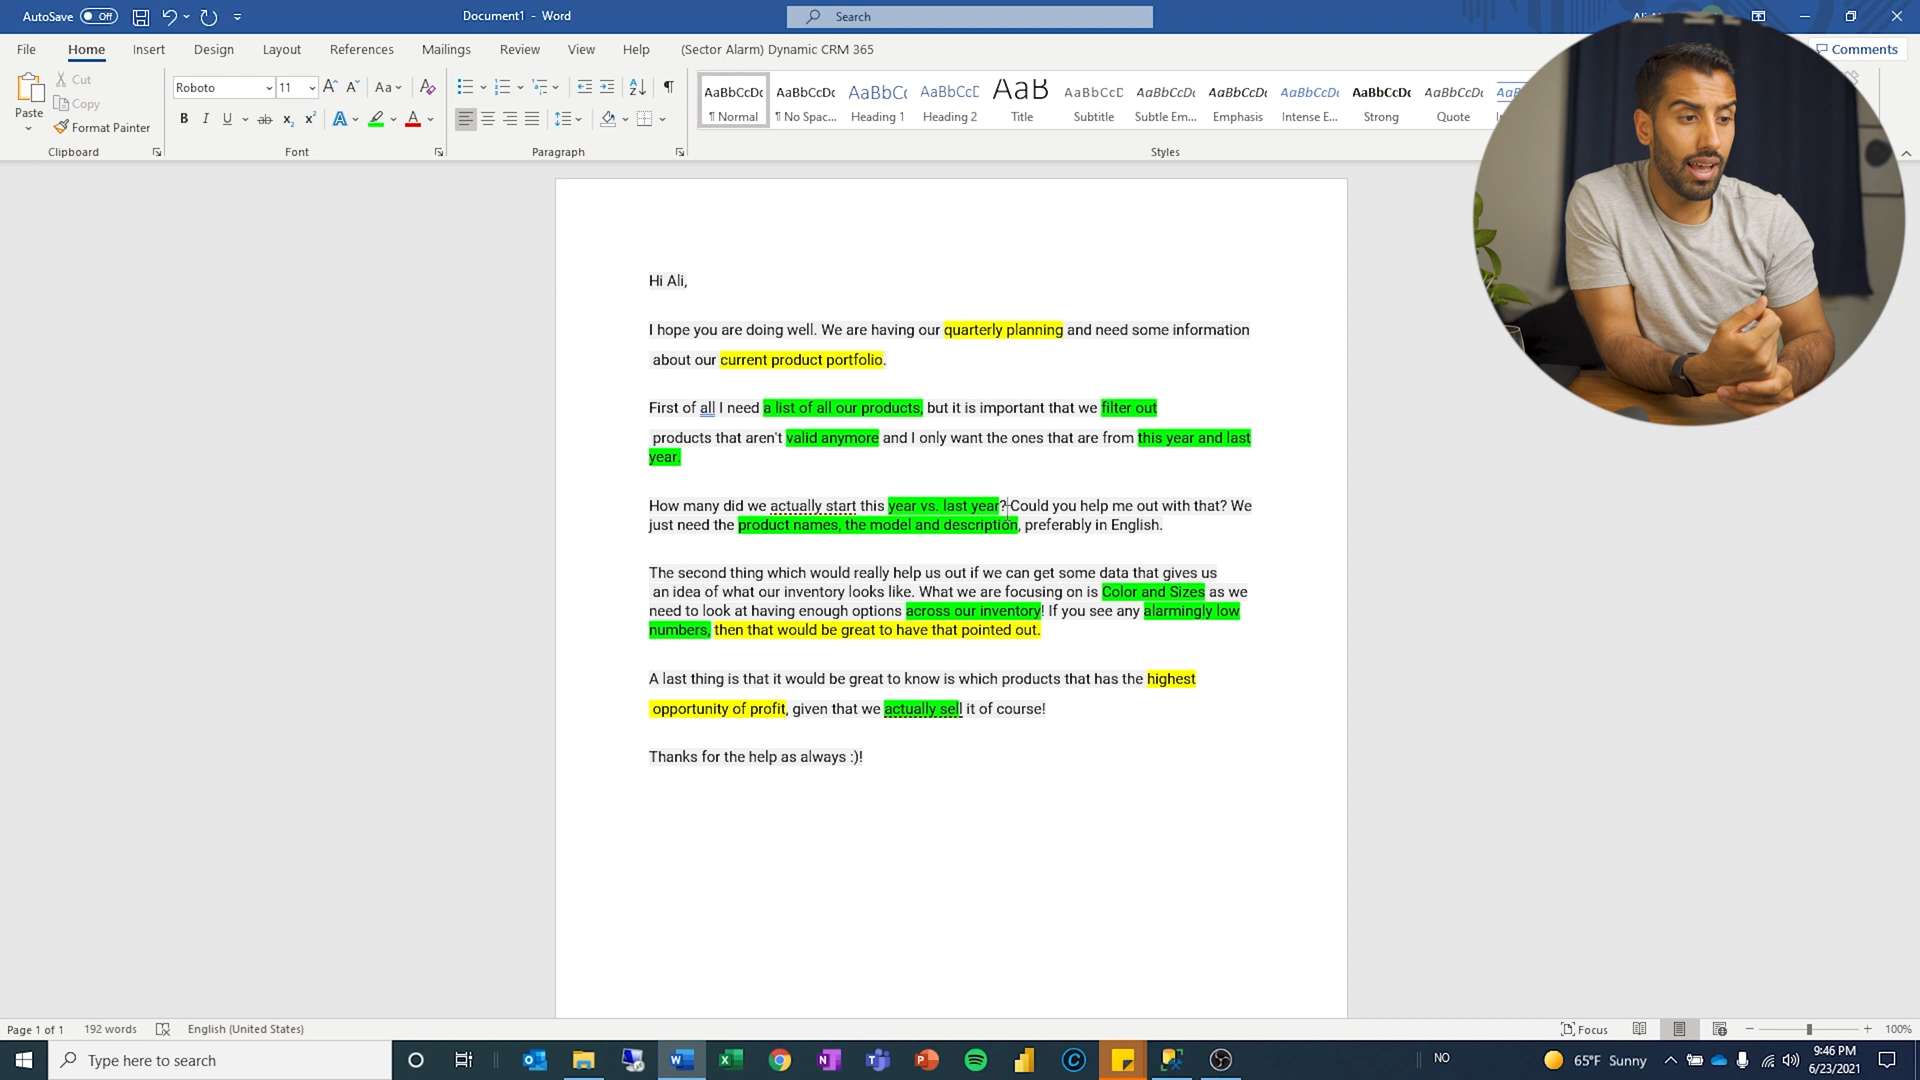 AutoSave Off Document1 - Word Search
File Home Insert Design Layout References Mailings Review View Help (Sector Alarm) Dynamic CRM 365 Comments
Paste Cut Copy Format Painter
Roboto 11 Aa
AaBbCcDc AaBbCcDc AaBbC( AaBbCcD AaB AaBbCcD AaBbCcDc AaBbCcDc AaBbCcDc AaBbCcDc AaBbCcDc
¶ Normal ¶ No Spac... Heading 1 Heading 2 Title Subtitle Subtle Em... Emphasis Intense E... Strong Quote
Clipboard Font Paragraph Styles
Hi Ali,
I hope you are doing well. We are having our quarterly planning and need some information
about our current product portfolio.
First of all I need a list of all our products, but it is important that we filter out
products that aren't valid anymore and I only want the ones that are from this year and last
year.
How many did we actually start this year vs. last year? Could you help me out with that? We
just need the product names, the model and description, preferably in English.
The second thing which would really help us out if we can get some data that gives us
an idea of what our inventory looks like. What we are focusing on is Color and Sizes as we
need to look at having enough options across our inventory! If you see any alarmingly low
numbers, then that would be great to have that pointed out.
A last thing is that it would be great to know is which products that has the highest
opportunity of profit, given that we actually sell it of course!
Thanks for the help as always :)!
Page 1 of 1 192 words English (United States) Focus 100%
Type here to search NO 65°F Sunny 9:46 PM
6/23/2021